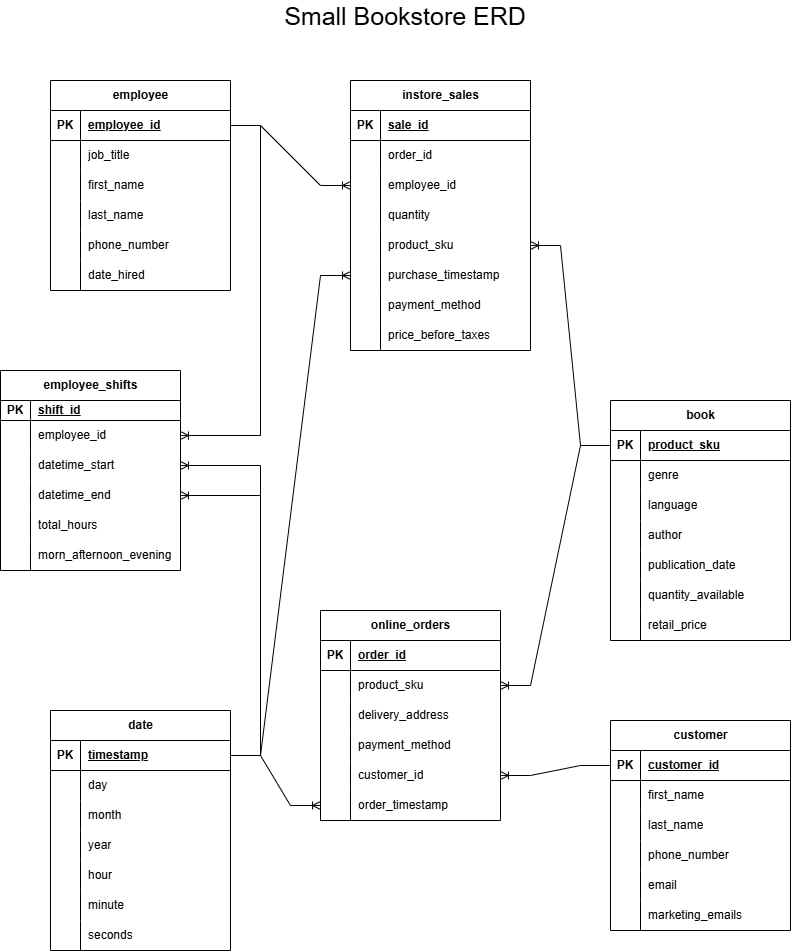 Small Bookstore ERD
employee
PK employee_id
job_title
first_name
last_name
phone_number
date_hired
instore_sales
PK sale_id
order_id
employee_id
quantity
product_sku
purchase_timestamp
payment_method
price_before_taxes
employee_shifts
PK shift_id
employee_id
datetime_start
datetime_end
total_hours
morn_afternoon_evening
book
PK product_sku
genre
language
author
publication_date
quantity_available
retail_price
online_orders
PK order_id
product_sku
delivery_address
payment_method
customer_id
order_timestamp
date
PK timestamp
day
month
year
hour
minute
seconds
customer
PK customer_id
first_name
last_name
phone_number
email
marketing_emails